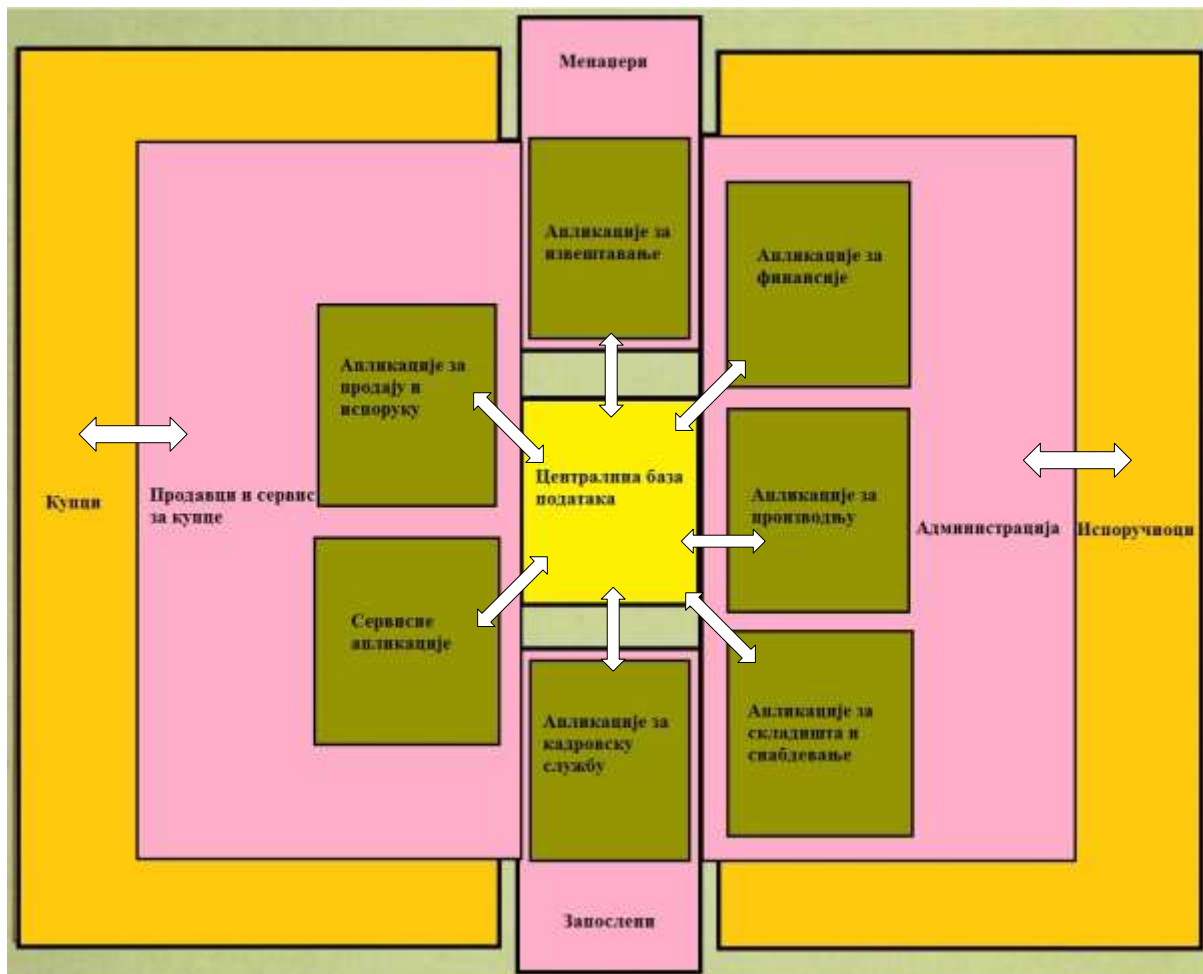 Менаџери
Апликације за
извештавање
Апликације за
финансије
Апликације за
продају и
испоруку
Централна база
података
Апликације за
производњу
Купци
Продавци и сервис
за купце
Администрација
Испоручиоци
Сервисне
апликације
Апликације за
кадровску
службу
Апликације за
складишта и
снабдевање
Запослени